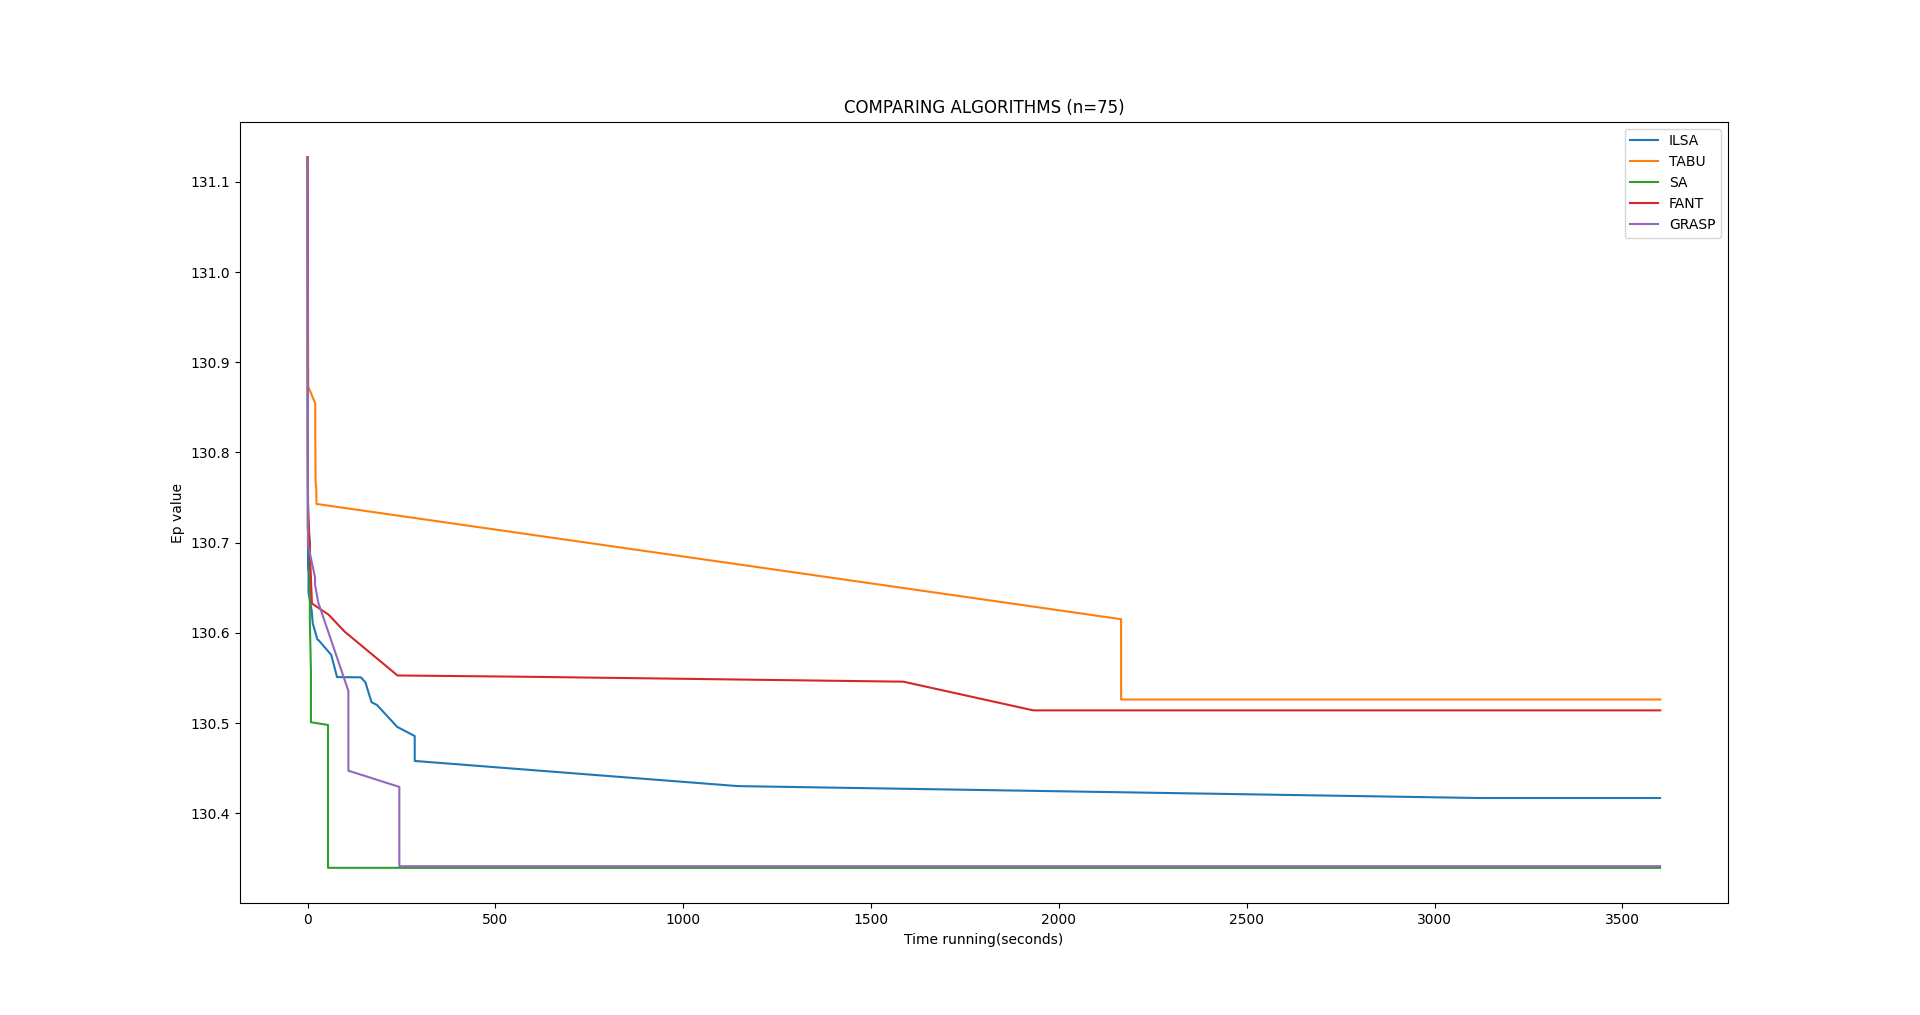 COMPARING ALGORITHMS (n=75)
ILSA
TABU
SA
FANT
GRASP
131.1
131.0
130.9
130.8
130.7
130.6
130.5
130.4
Ep value
0 500 1000 1500 2000 2500 3000 3500
Time running(seconds)